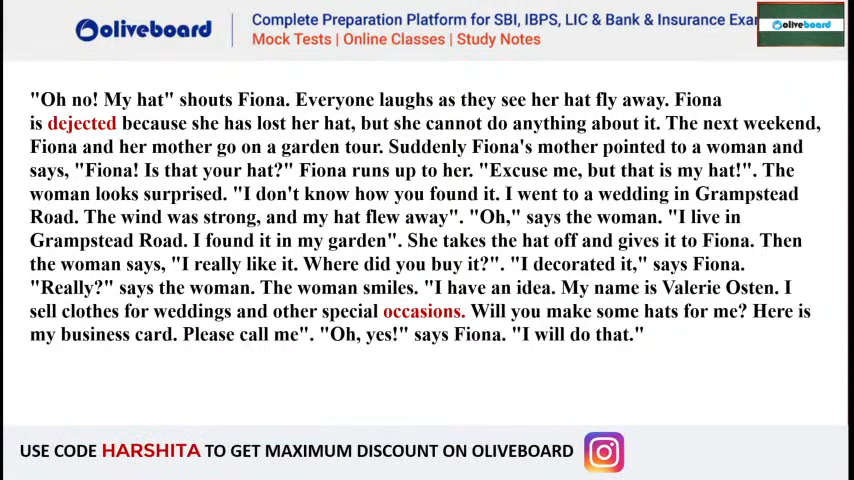 oliveboard
Complete Preparation Platform for SBI, IBPS, LIC & Bank & Insurance Exa
Mock Tests | Online Classes | Study Notes
oliveboard
"Oh no! My hat" shouts Fiona. Everyone laughs as they see her hat fly away. Fiona
is dejected because she has lost her hat, but she cannot do anything about it. The next weekend,
Fiona and her mother go on a garden tour. Suddenly Fiona's mother pointed to a woman and
says, "Fiona! Is that your hat?" Fiona runs up to her. "Excuse me, but that is my hat!". The
woman looks surprised. "I don't know how you found it. I went to a wedding in Grampstead
Road. The wind was strong, and my hat flew away". "Oh," says the woman. "I live in
Grampstead Road. I found it in my garden". She takes the hat off and gives it to Fiona. Then
the woman says, "I really like it. Where did you buy it?". "I decorated it," says Fiona.
"Really?" says the woman. The woman smiles. "I have an idea. My name is Valerie Osten. I
sell clothes for weddings and other special occasions. Will you make some hats for me? Here is
my business card. Please call me". "Oh, yes!" says Fiona. "I will do that."
USE CODE HARSHITA TO GET MAXIMUM DISCOUNT ON OLIVEBOARD